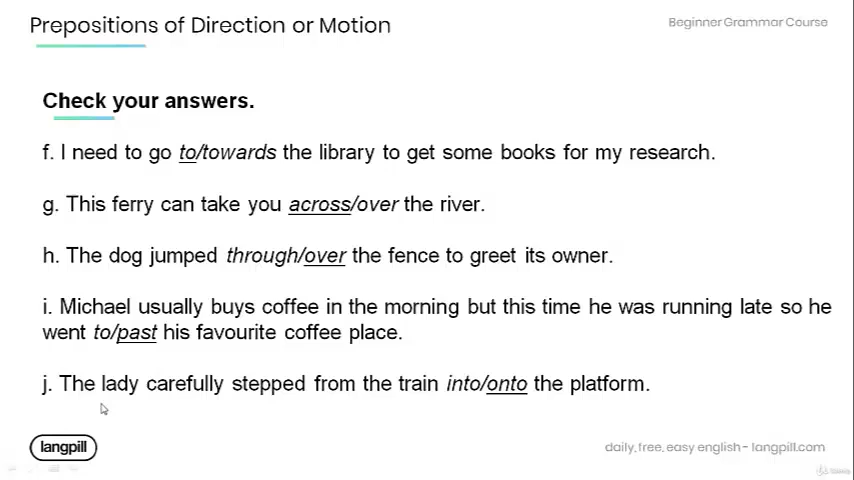 Prepositions of Direction or Motion
Beginner Grammar Course
Check your answers.
f. I need to go to/towards the library to get some books for my research.
g. This ferry can take you across/over the river.
h. The dog jumped through/over the fence to greet its owner.
i. Michael usually buys coffee in the morning but this time he was running late so he
went to/past his favourite coffee place.
j. The lady carefully stepped from the train into/onto the platform.
langpill
daily, free, easy english - langpill.com